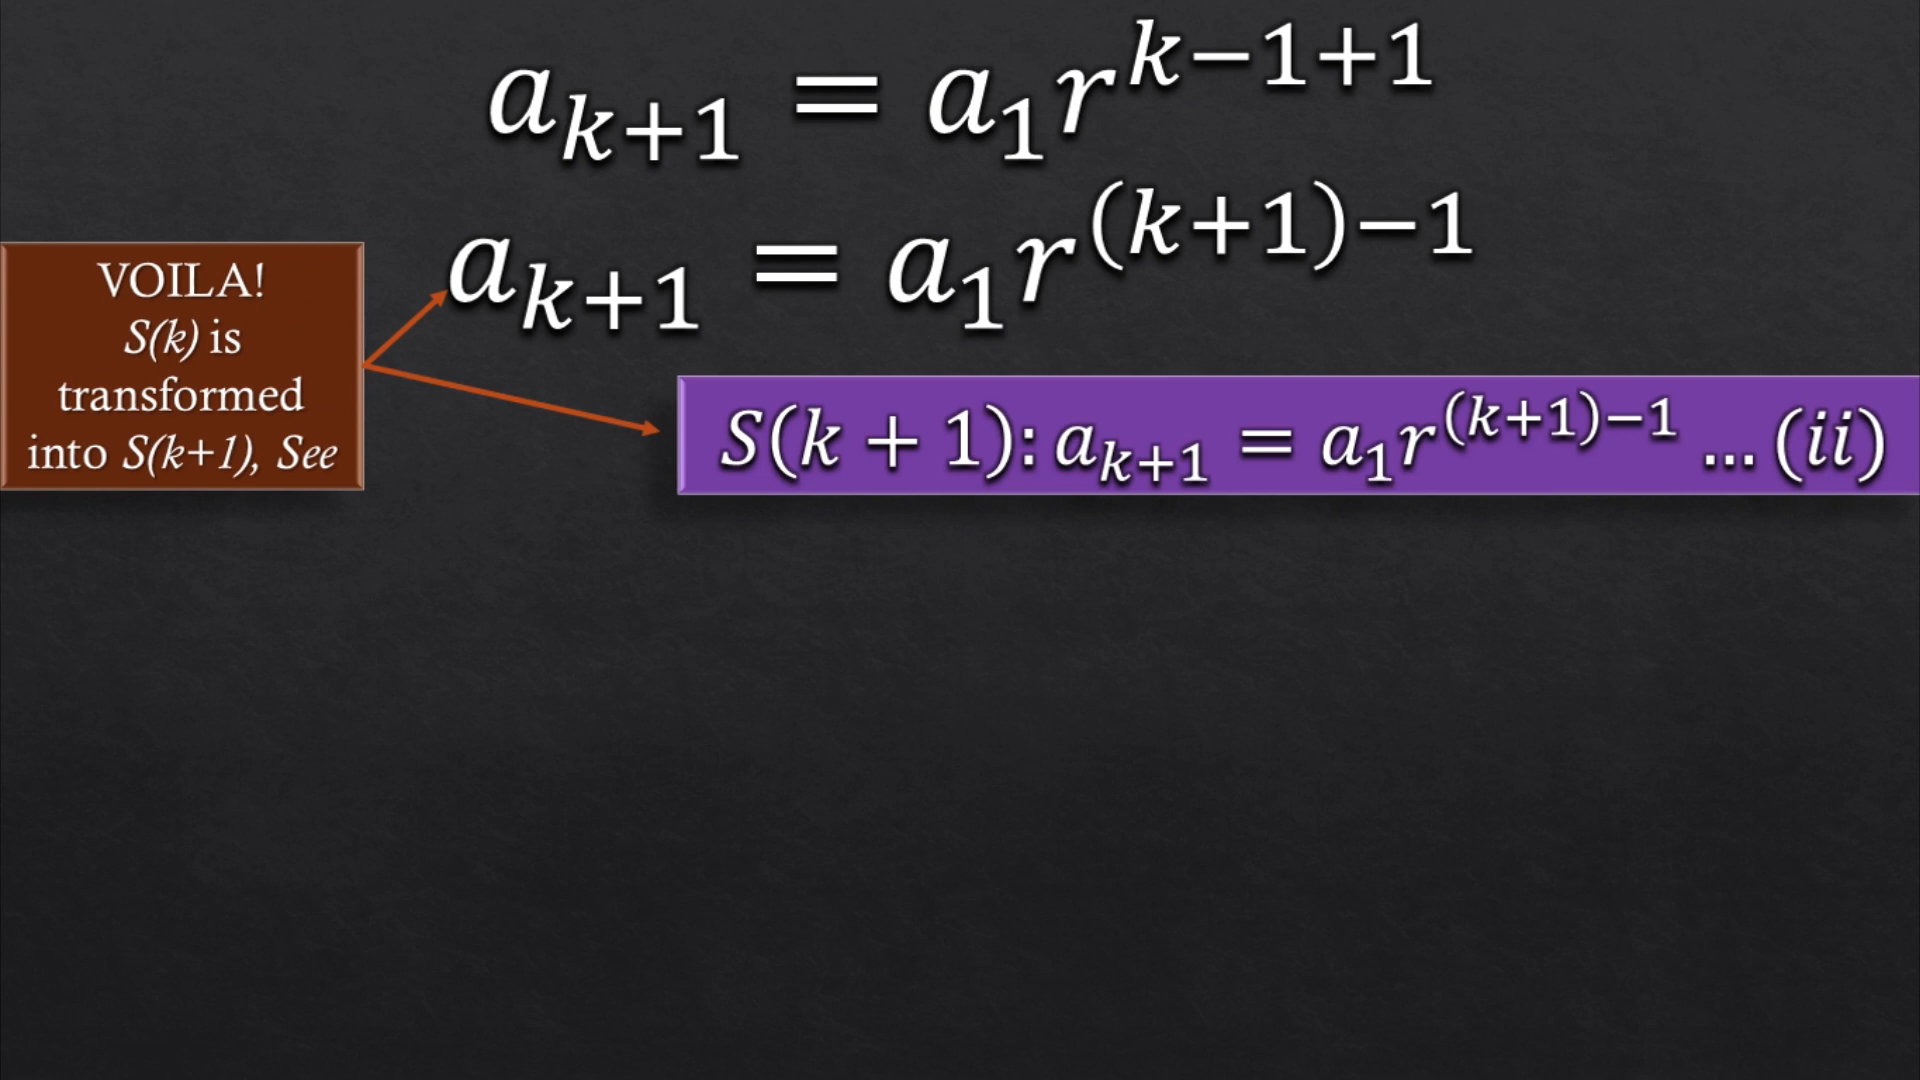 a_{k+1} = a_1 r^{k-1+1}
a_{k+1} = a_1 r^{(k+1)-1}
VOILA!
S(k) is
transformed
into S(k+1), See
S(k + 1): a_{k+1} = a_1 r^{(k+1)-1} ... (ii)